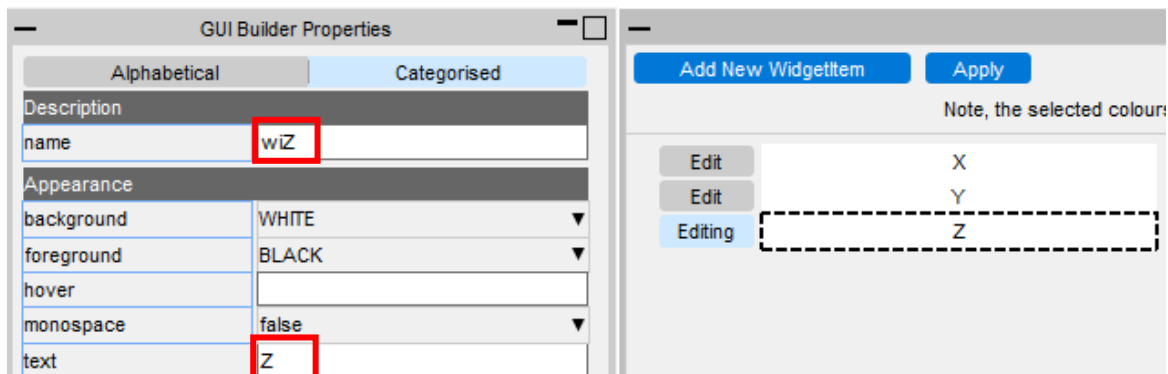 GUI Builder Properties
Alphabetical Categorised
Description
name wiZ
Appearance
background WHITE
foreground BLACK
hover
monospace false
text Z
Add New WidgetItem Apply
Note, the selected colours
Edit X
Edit Y
Editing Z